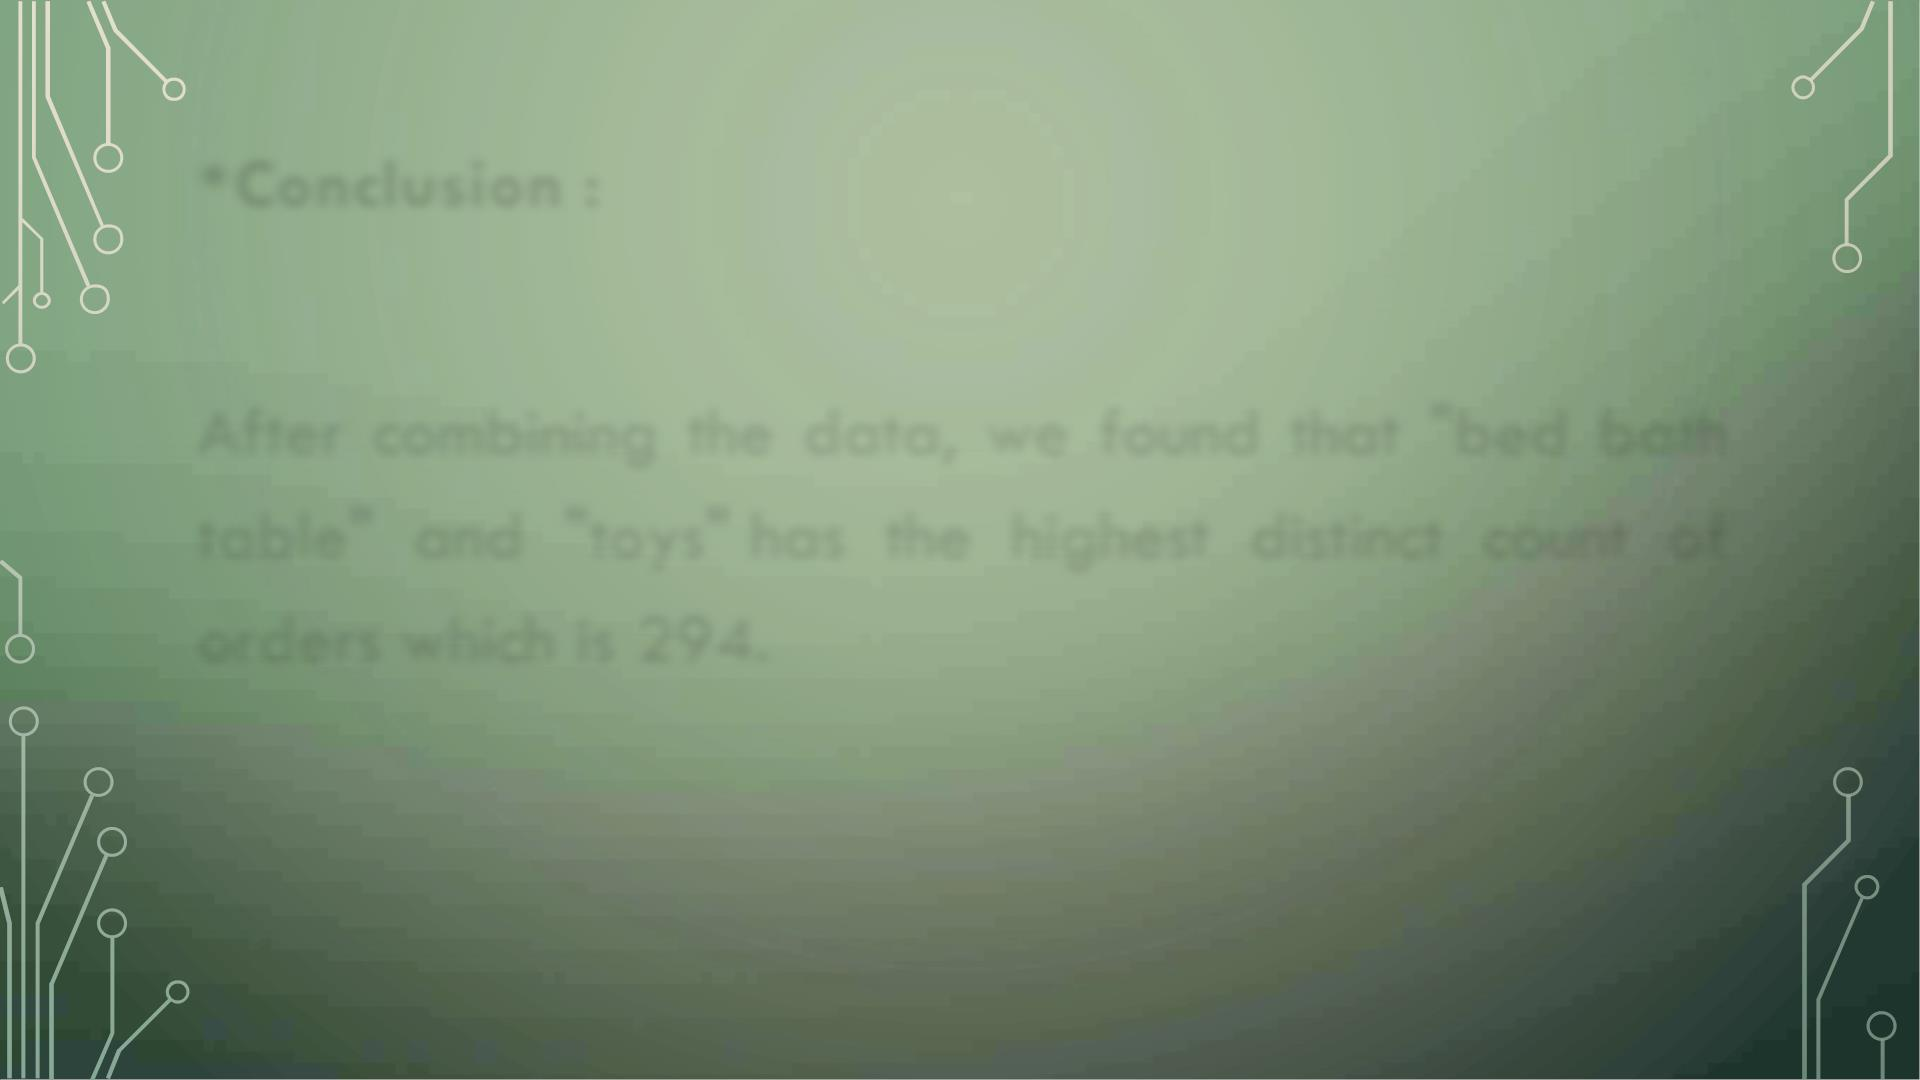 *Conclusion :
After combining the data, we found that "bed bath
table" and "toys" has the highest distinct count of
orders which is 294.